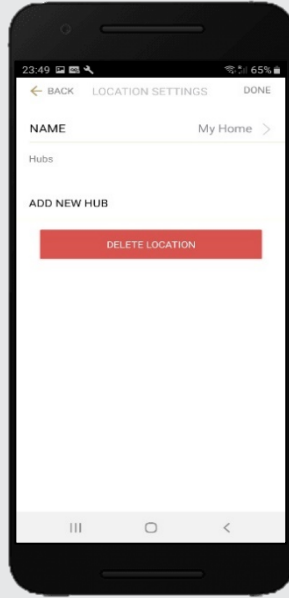 23:49 65%
BACK LOCATION SETTINGS DONE
NAME My Home
Hubs
ADD NEW HUB
DELETE LOCATION